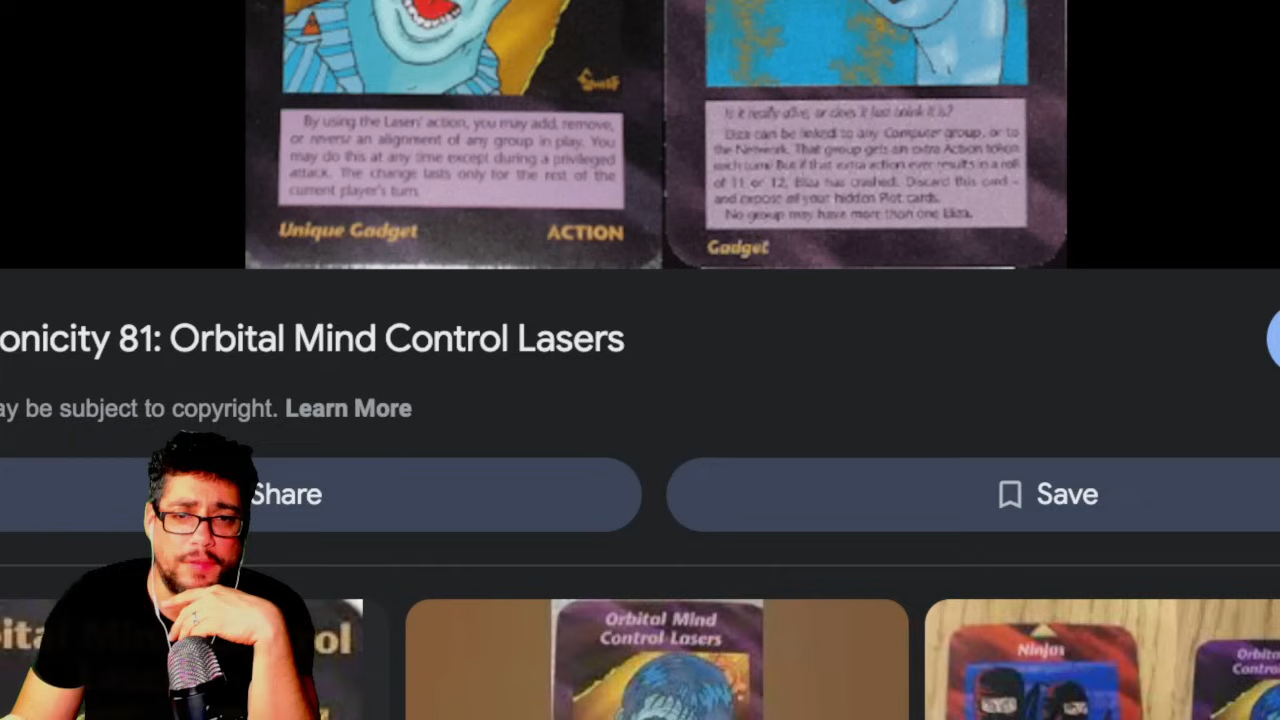 By using the Lasers' action, you may add, remove,
or reverse an alignment of any group in play. You
may do this at any time except during a privileged
attack. The change lasts only for the rest of the
current player's turn.
Unique Gadget ACTION
Is it really alive, or does it just think it is?
Eliza can be linked to any Computer group, or to
the Network. That group gets an extra Action token
each turn! But if that extra action ever results in a roll
of 11 or 12, Eliza has crashed. Discard this card -
and expose all your hidden Plot cards.
No group may have more than one Eliza.
Gadget
onicity 81: Orbital Mind Control Lasers
ay be subject to copyright. Learn More
Share
Save
Orbital Mind
Control Lasers
Ninjas